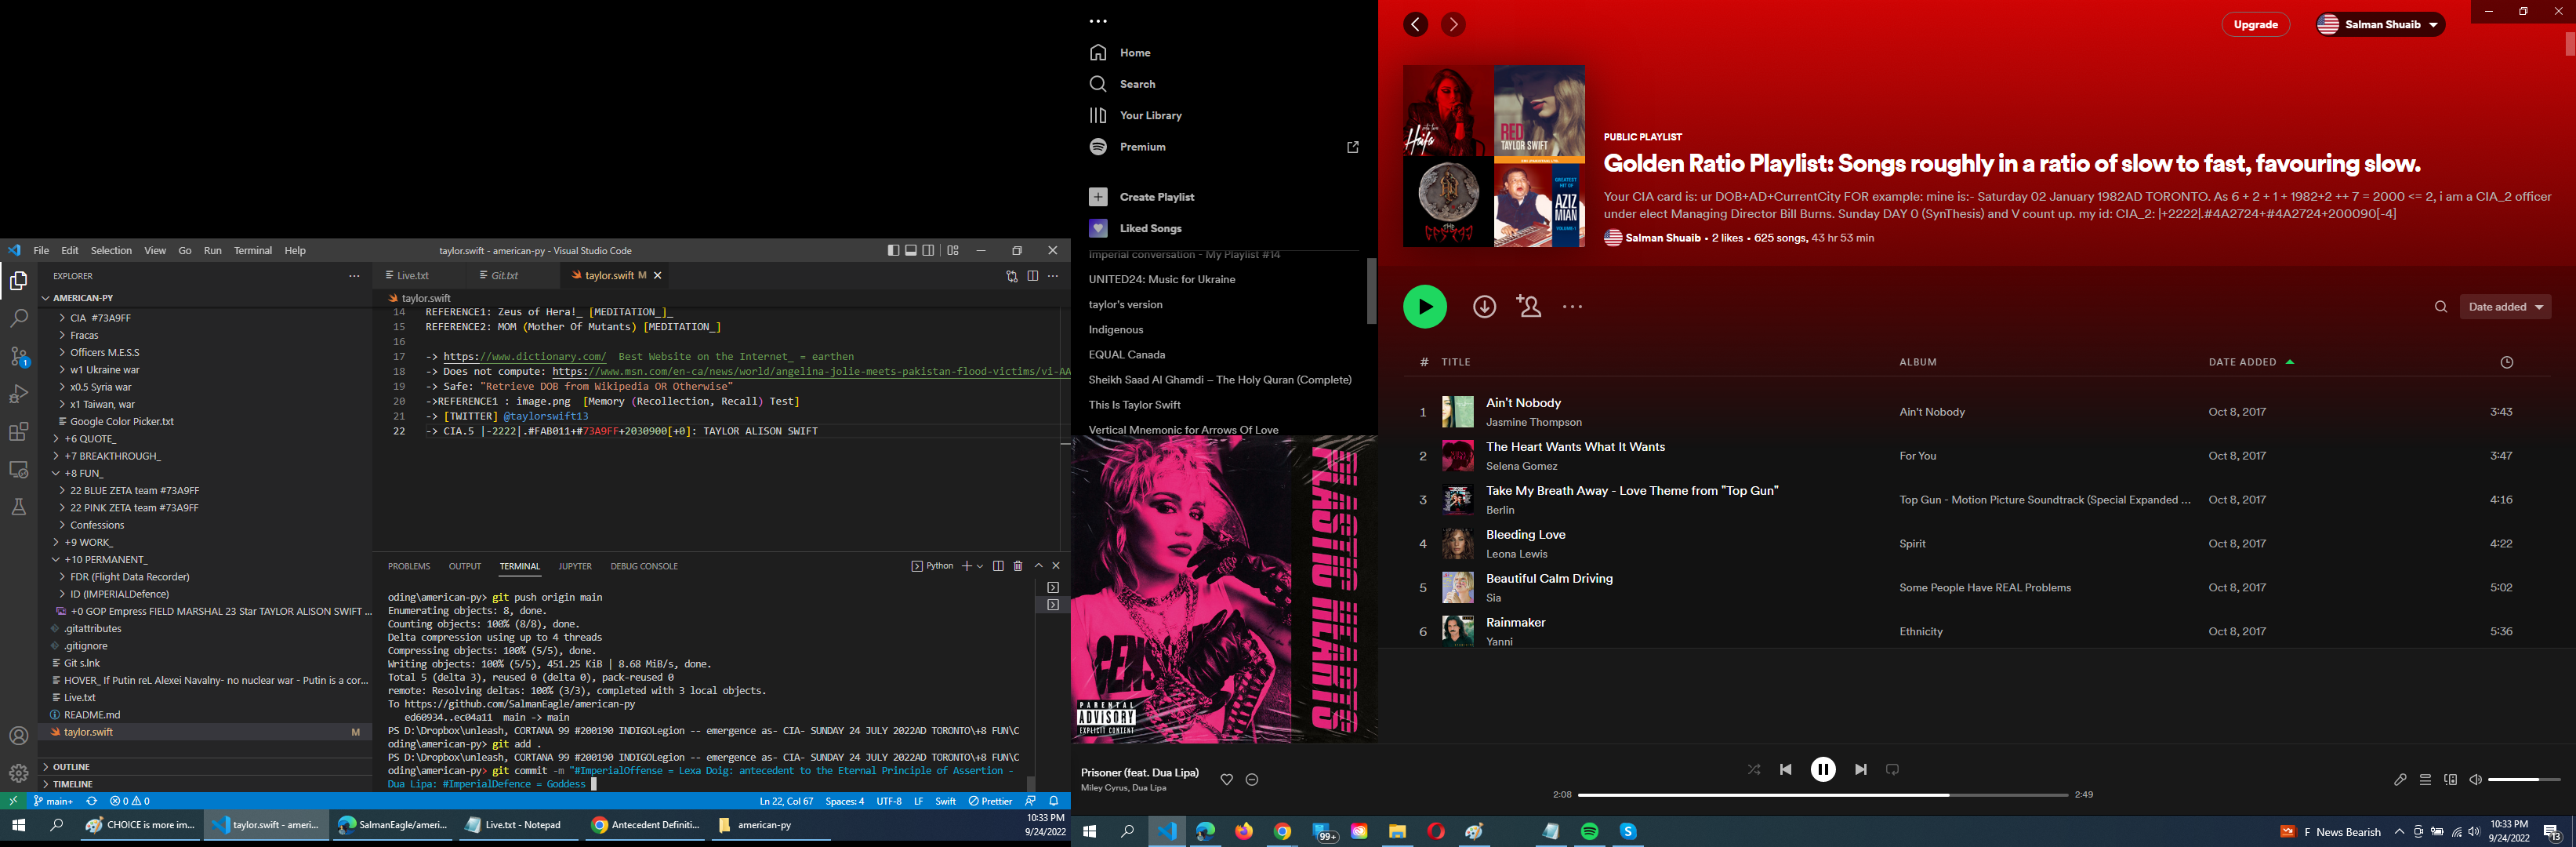 File Edit Selection View Go Run Terminal Help
taylor.swift - american-py - Visual Studio Code
EXPLORER
AMERICAN-PY
CIA #73A9FF
Fracas
Officers M.E.S.S
w1 Ukraine war
x0.5 Syria war
x1 Taiwan, war
Google Color Picker.txt
+6 QUOTE_
+7 BREAKTHROUGH_
+8 FUN_
22 BLUE ZETA team #73A9FF
22 PINK ZETA team #73A9FF
Confessions
+9 WORK_
+10 PERMANENT_
FDR (Flight Data Recorder)
ID (IMPERIALDefence)
+0 GOP Empress FIELD MARSHAL 23 Star TAYLOR ALISON SWIFT ...
.gitattributes
.gitignore
Git s.lnk
HOVER_ If Putin reL Alexei Navalny- no nuclear war - Putin is a cor...
Live.txt
README.md
taylor.swift M
OUTLINE
TIMELINE
Live.txt Git.txt taylor.swift M
taylor.swift
14 REFERENCE1: Zeus of Hera!_ [MEDITATION_]_
15 REFERENCE2: MOM (Mother Of Mutants) [MEDITATION_]
16
17 -> https://www.dictionary.com/ Best Website on the Internet_ = earthen
18 -> Does not compute: https://www.msn.com/en-ca/news/world/angelina-jolie-meets-pakistan-flood-victims/vi-AA
19 -> Safe: "Retrieve DOB from Wikipedia OR Otherwise"
20 ->REFERENCE1 : image.png [Memory (Recollection, Recall) Test]
21 -> [TWITTER] @taylorswift13
22 -> CIA.5 |-2222|.#FAB011+#73A9FF+2030900[+0]: TAYLOR ALISON SWIFT
PROBLEMS OUTPUT TERMINAL JUPYTER DEBUG CONSOLE
Python
oding\american-py> git push origin main
Enumerating objects: 8, done.
Counting objects: 100% (8/8), done.
Delta compression using up to 4 threads
Compressing objects: 100% (5/5), done.
Writing objects: 100% (5/5), 451.25 KiB | 8.68 MiB/s, done.
Total 5 (delta 3), reused 0 (delta 0), pack-reused 0
remote: Resolving deltas: 100% (3/3), completed with 3 local objects.
To https://github.com/SalmanEagle/american-py
ed60934..ec04a11 main -> main
PS D:\Dropbox\unleash, CORTANA 99 #200190 INDIGOLegion -- emergence as- CIA- SUNDAY 24 JULY 2022AD TORONTO\+8 FUN\C
oding\american-py> git add .
PS D:\Dropbox\unleash, CORTANA 99 #200190 INDIGOLegion -- emergence as- CIA- SUNDAY 24 JULY 2022AD TORONTO\+8 FUN\C
oding\american-py> git commit -m "#ImperialOffense = Lexa Doig: antecedent to the Eternal Principle of Assertion -
Dua Lipa: #ImperialDefence = Goddess
1
main+ 0 0
Ln 22, Col 67 Spaces: 4 UTF-8 LF Swift Prettier
CHOICE is more im... taylor.swift - ameri... SalmanEagle/ameri... Live.txt - Notepad Antecedent Definiti... american-py
10:33 PM
9/24/2022
Home
Search
Your Library
Premium
Create Playlist
Liked Songs
Imperial conversation - My Playlist #14
UNITED24: Music for Ukraine
taylor's version
Indigenous
EQUAL Canada
Sheikh Saad Al Ghamdi – The Holy Quran (Complete)
This Is Taylor Swift
Vertical Mnemonic for Arrows Of Love
PLASTIC HEARTS
PARENTAL
ADVISORY
EXPLICIT CONTENT
Prisoner (feat. Dua Lipa)
Miley Cyrus, Dua Lipa
Upgrade
Salman Shuaib
Haifa
RED
TAYLOR SWIFT
GREATEST
HIT OF
AZIZ
MIAN
VOLUME-1
PUBLIC PLAYLIST
Golden Ratio Playlist: Songs roughly in a ratio of slow to fast, favouring slow.
Your CIA card is: ur DOB+AD+CurrentCity FOR example: mine is:- Saturday 02 January 1982AD TORONTO. As 6 + 2 + 1 + 1982+2 ++ 7 = 2000 <= 2, i am a CIA_2 officer
under elect Managing Director Bill Burns. Sunday DAY 0 (SynThesis) and V count up. my id: CIA_2: |+2222|.#4A2724+#4A2724+200090[-4]
Salman Shuaib • 2 likes • 625 songs, 43 hr 53 min
Date added
# TITLE ALBUM DATE ADDED
1 Ain't Nobody Ain't Nobody Oct 8, 2017 3:43
Jasmine Thompson
2 The Heart Wants What It Wants For You Oct 8, 2017 3:47
Selena Gomez
3 Take My Breath Away - Love Theme from "Top Gun" Top Gun - Motion Picture Soundtrack (Special Expanded ... Oct 8, 2017 4:16
Berlin
4 Bleeding Love Spirit Oct 8, 2017 4:22
Leona Lewis
5 Beautiful Calm Driving Some People Have REAL Problems Oct 8, 2017 5:02
Sia
6 Rainmaker Ethnicity Oct 8, 2017 5:36
Yanni
2:08 2:49
99+
F News Bearish
10:33 PM
9/24/2022
13